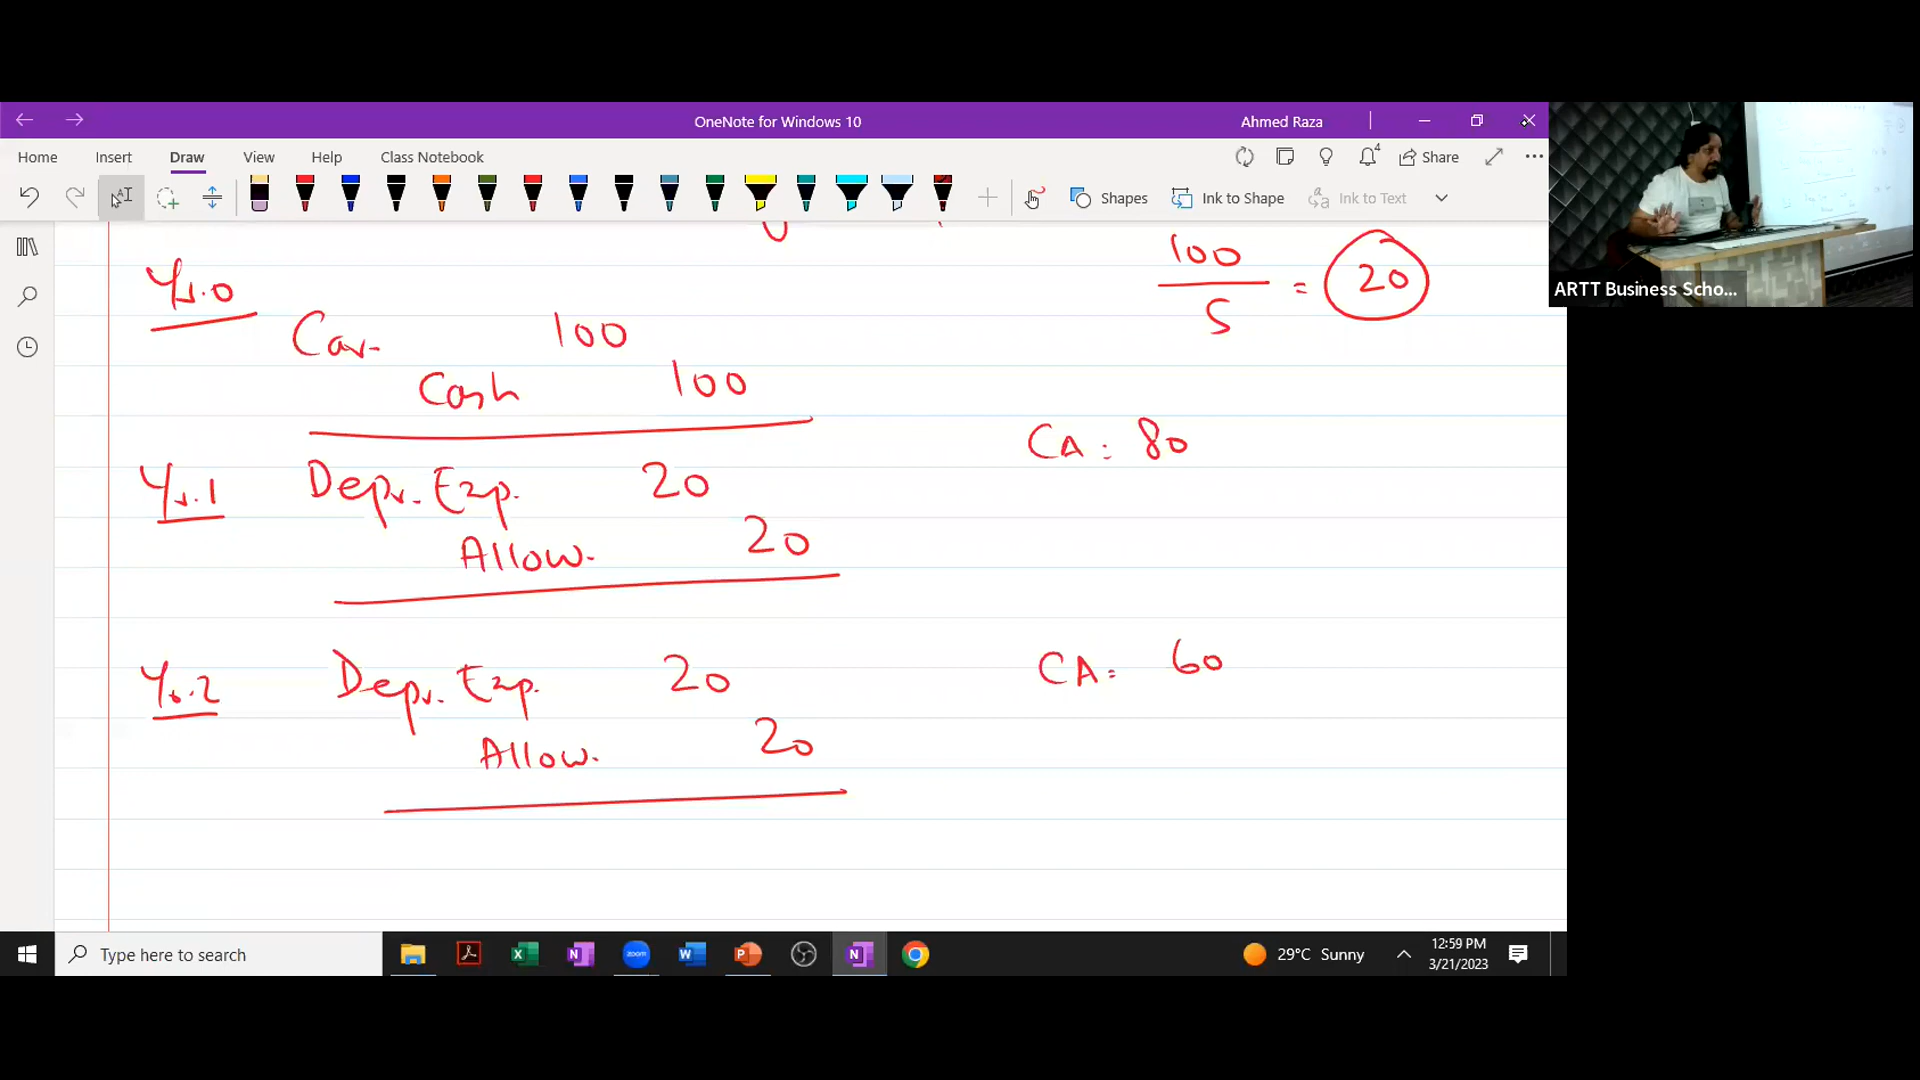 OneNote for Windows 10
Ahmed Raza
Home Insert Draw View Help Class Notebook
4
Share
Shapes
Ink to Shape
Ink to Text
ARTT Business Scho...
Yr.0
100
5
= 20
Car. 100
Cash 100
CA: 80
Yr.1 Depr. Exp. 20
Allow. 20
Yr.2 Depr. Exp. 20
CA: 60
Allow. 20
Type here to search
zoom
29°C Sunny
12:59 PM
3/21/2023